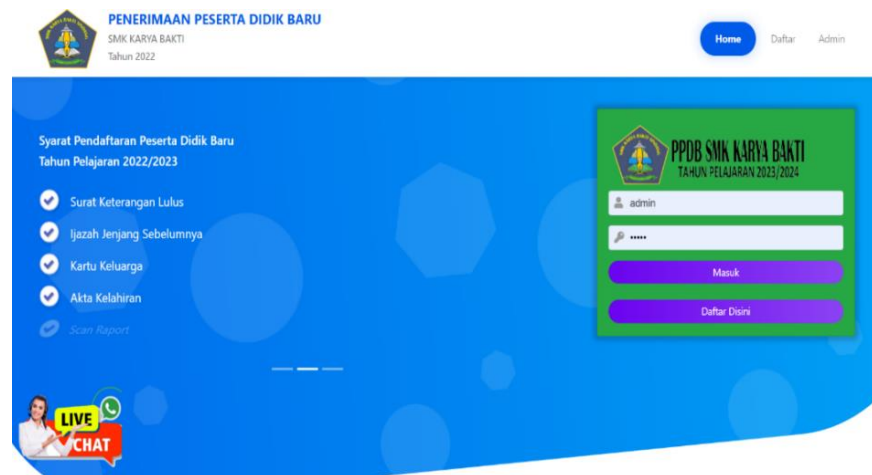 PENERIMAAN PESERTA DIDIK BARU
SMK KARYA BAKTI
Tahun 2022
Home
Daftar
Admin
Syarat Pendaftaran Peserta Didik Baru
Tahun Pelajaran 2022/2023
Surat Keterangan Lulus
Ijazah Jenjang Sebelumnya
Kartu Keluarga
Akta Kelahiran
Scan Raport
PPDB SMK KARYA BAKTI
TAHUN PELAJARAN 2023/2024
admin
•••••
Masuk
Daftar Disini
LIVE
CHAT